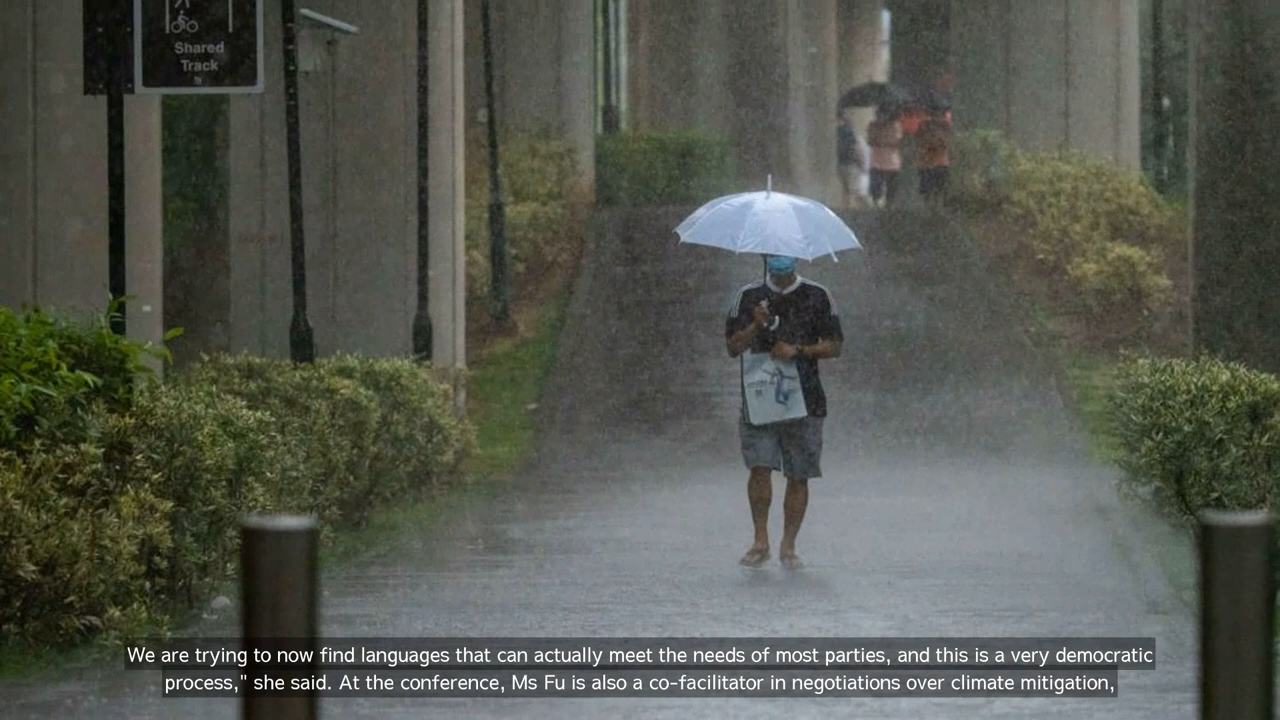 Shared
Track
We are trying to now find languages that can actually meet the needs of most parties, and this is a very democratic
process," she said. At the conference, Ms Fu is also a co-facilitator in negotiations over climate mitigation,